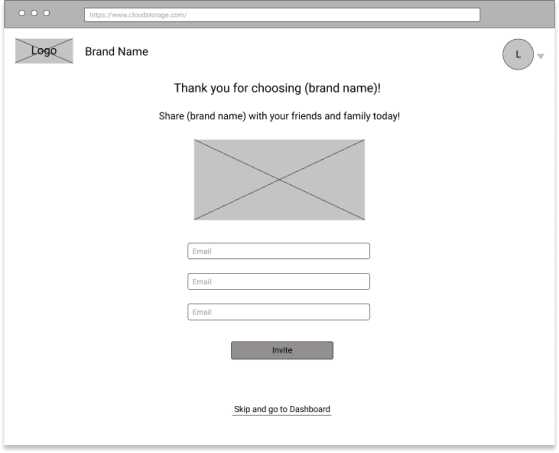 https://www.cloudstorage.com/
Logo
Brand Name
L
Thank you for choosing (brand name)!
Share (brand name) with your friends and family today!
Email
Email
Email
Invite
Skip and go to Dashboard